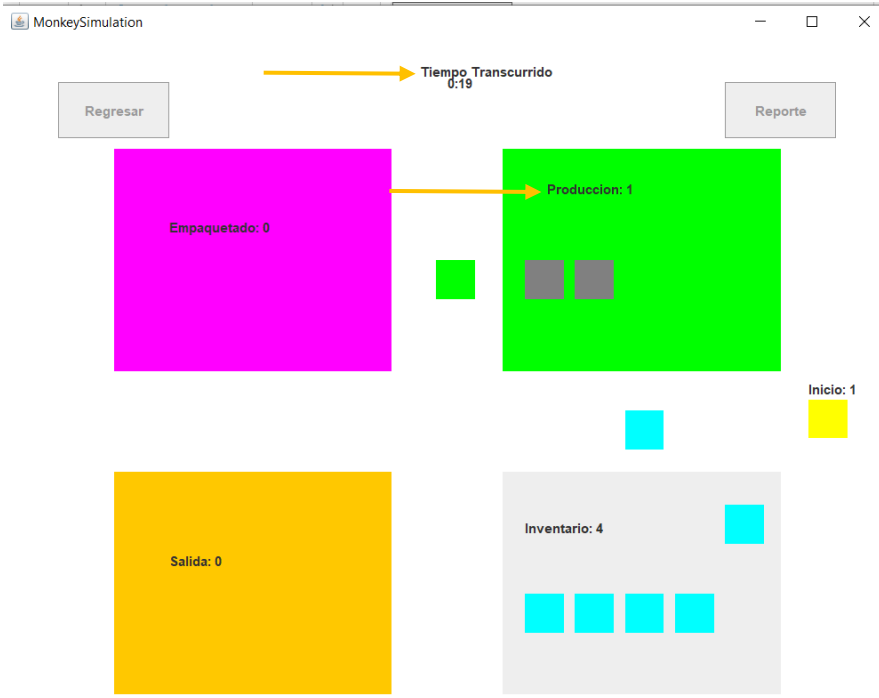 MonkeySimulation
Tiempo Transcurrido
0:19
Regresar
Reporte
Produccion: 1
Empaquetado: 0
Inicio: 1
Inventario: 4
Salida: 0